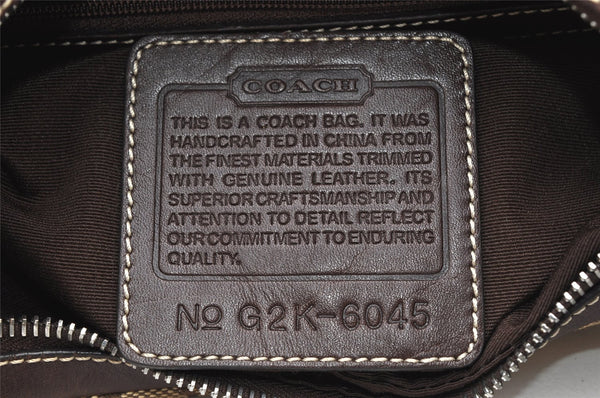 COACH
THIS IS A COACH BAG. IT WAS
HANDCRAFTED IN CHINA FROM
THE FINEST MATERIALS TRIMMED
WITH GENUINE LEATHER. ITS
SUPERIOR CRAFTSMANSHIP AND
ATTENTION TO DETAIL REFLECT
OUR COMMITMENT TO ENDURING
QUALITY.
No G2K-6045